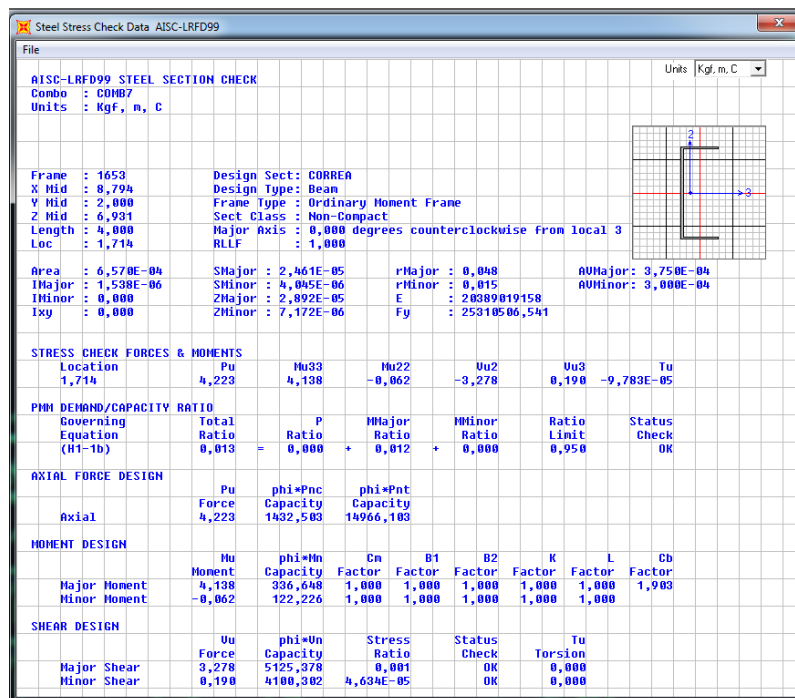 Steel Stress Check Data AISC-LRFD99
File
Units Kgf, m, C
AISC-LRFD99 STEEL SECTION CHECK
Combo : COMB7
Units : Kgf, m, C
2
3
Frame : 1653 Design Sect: CORREA
X Mid : 8,794 Design Type: Beam
Y Mid : 2,000 Frame Type : Ordinary Moment Frame
Z Mid : 6,931 Sect Class : Non-Compact
Length : 4,000 Major Axis : 0,000 degrees counterclockwise from local 3
Loc : 1,714 RLLF : 1,000
Area : 6,570E-04 SMajor : 2,461E-05 rMajor : 0,048 AVMajor: 3,750E-04
IMajor : 1,538E-06 SMinor : 4,045E-06 rMinor : 0,015 AVMinor: 3,000E-04
IMinor : 0,000 ZMajor : 2,892E-05 E : 20389019158
Ixy : 0,000 ZMinor : 7,172E-06 Fy : 25310506,541
STRESS CHECK FORCES & MOMENTS
Location Pu Mu33 Mu22 Vu2 Vu3 Tu
1,714 4,223 4,138 -0,062 -3,278 0,190 -9,783E-05
PMM DEMAND/CAPACITY RATIO
Governing Total P MMajor MMinor Ratio Status
Equation Ratio Ratio Ratio Ratio Limit Check
(H1-1b) 0,013 = 0,000 + 0,012 + 0,000 0,950 OK
AXIAL FORCE DESIGN
Pu phi*Pnc phi*Pnt
Force Capacity Capacity
Axial 4,223 1432,503 14966,103
MOMENT DESIGN
Mu phi*Mn Cm B1 B2 K L Cb
Moment Capacity Factor Factor Factor Factor Factor Factor
Major Moment 4,138 336,648 1,000 1,000 1,000 1,000 1,000 1,903
Minor Moment -0,062 122,226 1,000 1,000 1,000 1,000 1,000
SHEAR DESIGN
Vu phi*Vn Stress Status Tu
Force Capacity Ratio Check Torsion
Major Shear 3,278 5125,378 0,001 OK 0,000
Minor Shear 0,190 4100,302 4,634E-05 OK 0,000